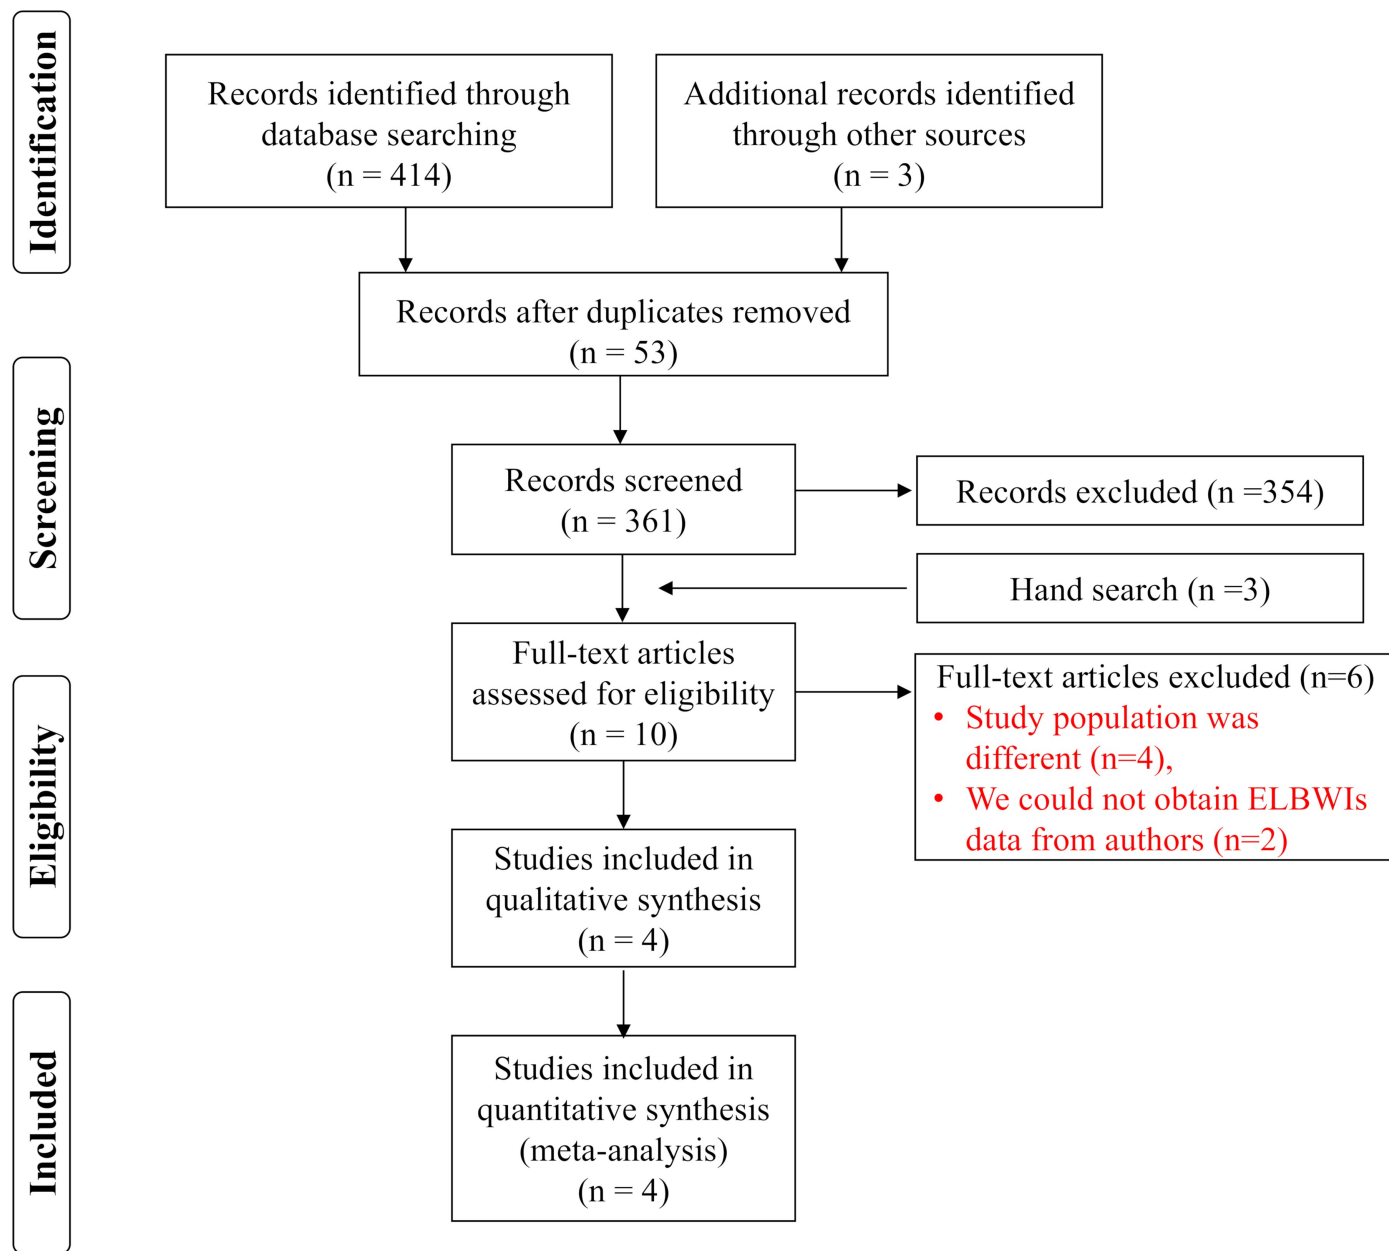 Identification
Records identified through
database searching
(n = 414)
Additional records identified
through other sources
(n = 3)
Records after duplicates removed
(n = 53)
Screening
Records screened
(n = 361)
Records excluded (n =354)
Hand search (n =3)
Eligibility
Full-text articles
assessed for eligibility
(n = 10)
Full-text articles excluded (n=6)
• Study population was
different (n=4),
• We could not obtain ELBWIs
data from authors (n=2)
Studies included in
qualitative synthesis
(n = 4)
Included
Studies included in
quantitative synthesis
(meta-analysis)
(n = 4)